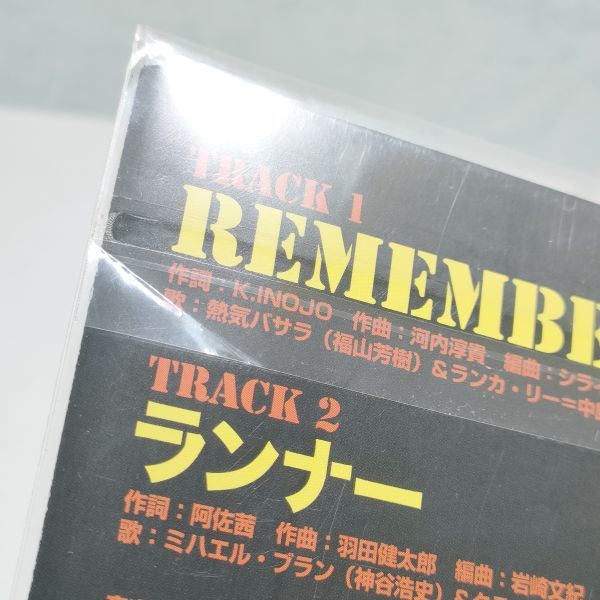 TRACK 1
REMEMBE
作詞：K.INOJO 作曲：河内淳貴 編曲：シライ
歌：熱気バサラ（福山芳樹）＆ランカ・リー＝中島
TRACK 2
ランナー
作詞：阿佐茜 作曲：羽田健太郎 編曲：岩崎文紀
歌：ミハエル・ブラン（神谷浩史）＆ク